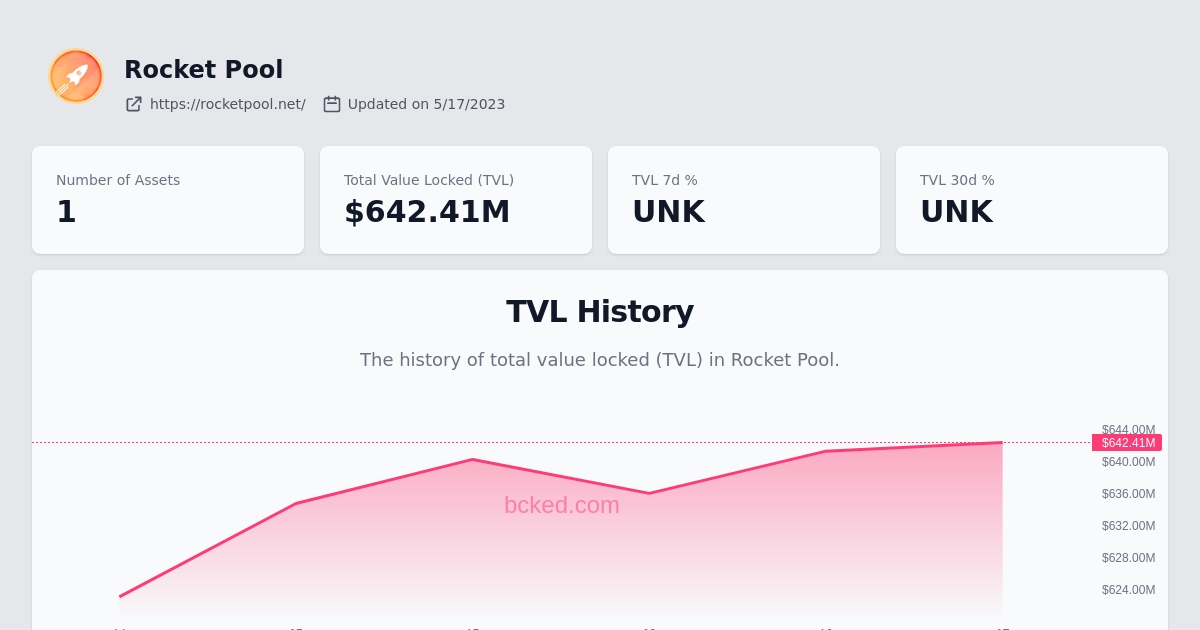 Rocket Pool
https://rocketpool.net/ Updated on 5/17/2023
Number of Assets
1
Total Value Locked (TVL)
$642.41M
TVL 7d %
UNK
TVL 30d %
UNK
TVL History
The history of total value locked (TVL) in Rocket Pool.
$644.00M
$642.41M
$640.00M
$636.00M
$632.00M
$628.00M
$624.00M
bcked.com